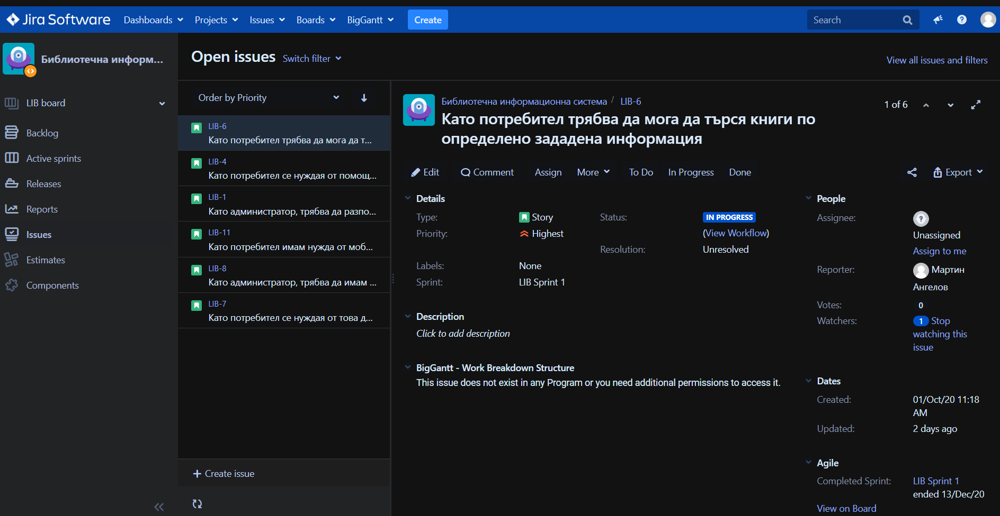 Jira Software Dashboards Projects Issues Boards BigGantt Create Search
Библиотечна информ...
LIB board
Backlog
Active sprints
Releases
Reports
Issues
Estimates
Components
Open issues Switch filter
View all issues and filters
Order by Priority
LIB-6
Като потребител трябва да мога да т...
LIB-4
Като потребител се нуждая от помощ...
LIB-1
Като администратор, трябва да разпо...
LIB-11
Като потребител имам нужда от моб...
LIB-8
Като администратор, трябва да имам ...
LIB-7
Като потребител се нуждая от това д...
Create issue
Библиотечна информационна система / LIB-6
1 of 6
Като потребител трябва да мога да търся книги по
определено зададена информация
Edit Comment Assign More To Do In Progress Done Export
Details
Type: Story Status: IN PROGRESS
Priority: Highest (View Workflow)
Resolution: Unresolved
Labels: None
Sprint: LIB Sprint 1
Description
Click to add description
BigGantt - Work Breakdown Structure
This issue does not exist in any Program or you need additional permissions to access it.
People
Assignee:
Unassigned
Assign to me
Reporter: Мартин
Ангелов
Votes: 0
Watchers: 1 Stop
watching this
issue
Dates
Created: 01/Oct/20 11:18
AM
Updated: 2 days ago
Agile
Completed Sprint: LIB Sprint 1
ended 13/Dec/20
View on Board